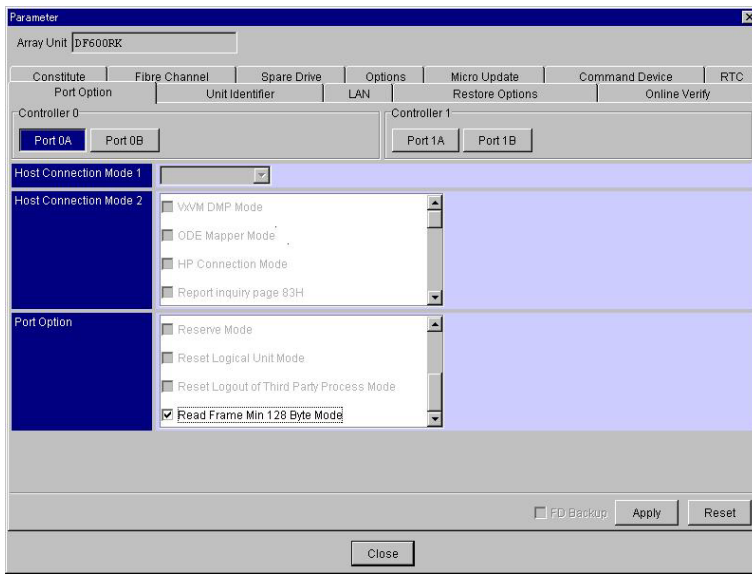 Parameter
Array Unit DF600RK
Constitute Fibre Channel Spare Drive Options Micro Update Command Device RTC
Port Option Unit Identifier LAN Restore Options Online Verify
Controller 0 Controller 1
Port 0A Port 0B Port 1A Port 1B
Host Connection Mode 1
Host Connection Mode 2
VxVM DMP Mode
ODE Mapper Mode
HP Connection Mode
Report inquiry page 83H
Port Option
Reserve Mode
Reset Logical Unit Mode
Reset Logout of Third Party Process Mode
Read Frame Min 128 Byte Mode
FD Backup Apply Reset
Close